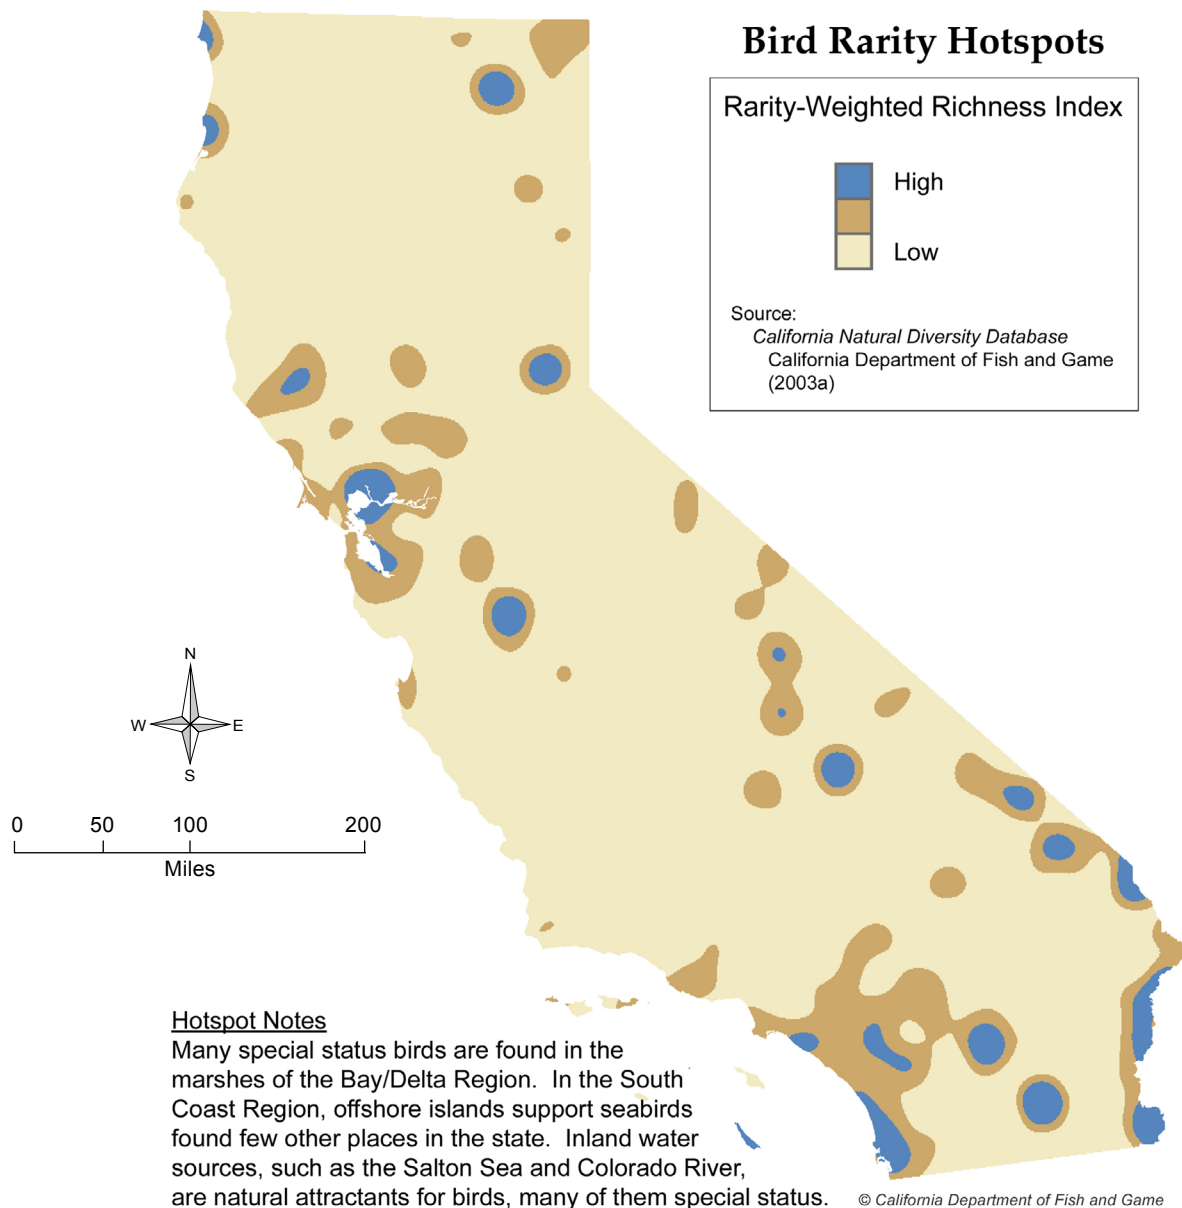 Bird Rarity Hotspots
Rarity-Weighted Richness Index
High
Low
Source:
California Natural Diversity Database
California Department of Fish and Game
(2003a)
N
W
E
S
0 50 100 200
Miles
Hotspot Notes
Many special status birds are found in the
marshes of the Bay/Delta Region. In the South
Coast Region, offshore islands support seabirds
found few other places in the state. Inland water
sources, such as the Salton Sea and Colorado River,
are natural attractants for birds, many of them special status.
© California Department of Fish and Game